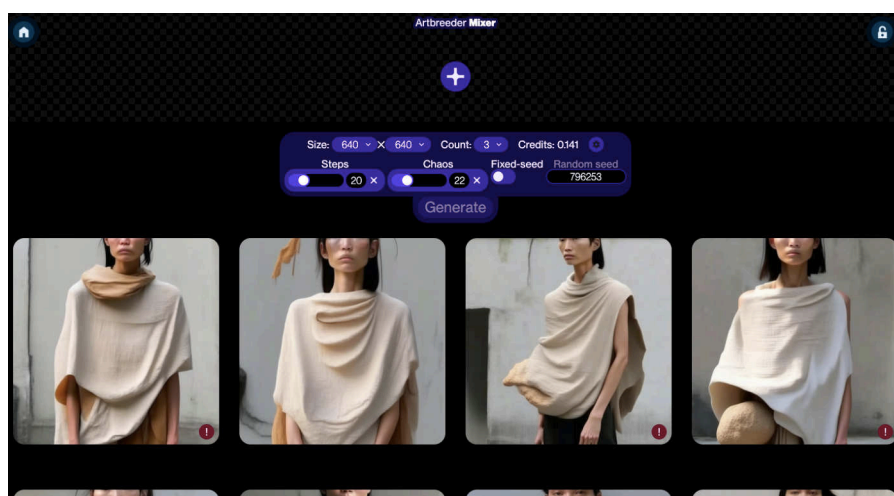 Artbreeder Mixer
Size: 640 × 640 Count: 3 Credits: 0.141
Steps Chaos Fixed-seed Random seed
20 × 22 × 796253
Generate
! ! !